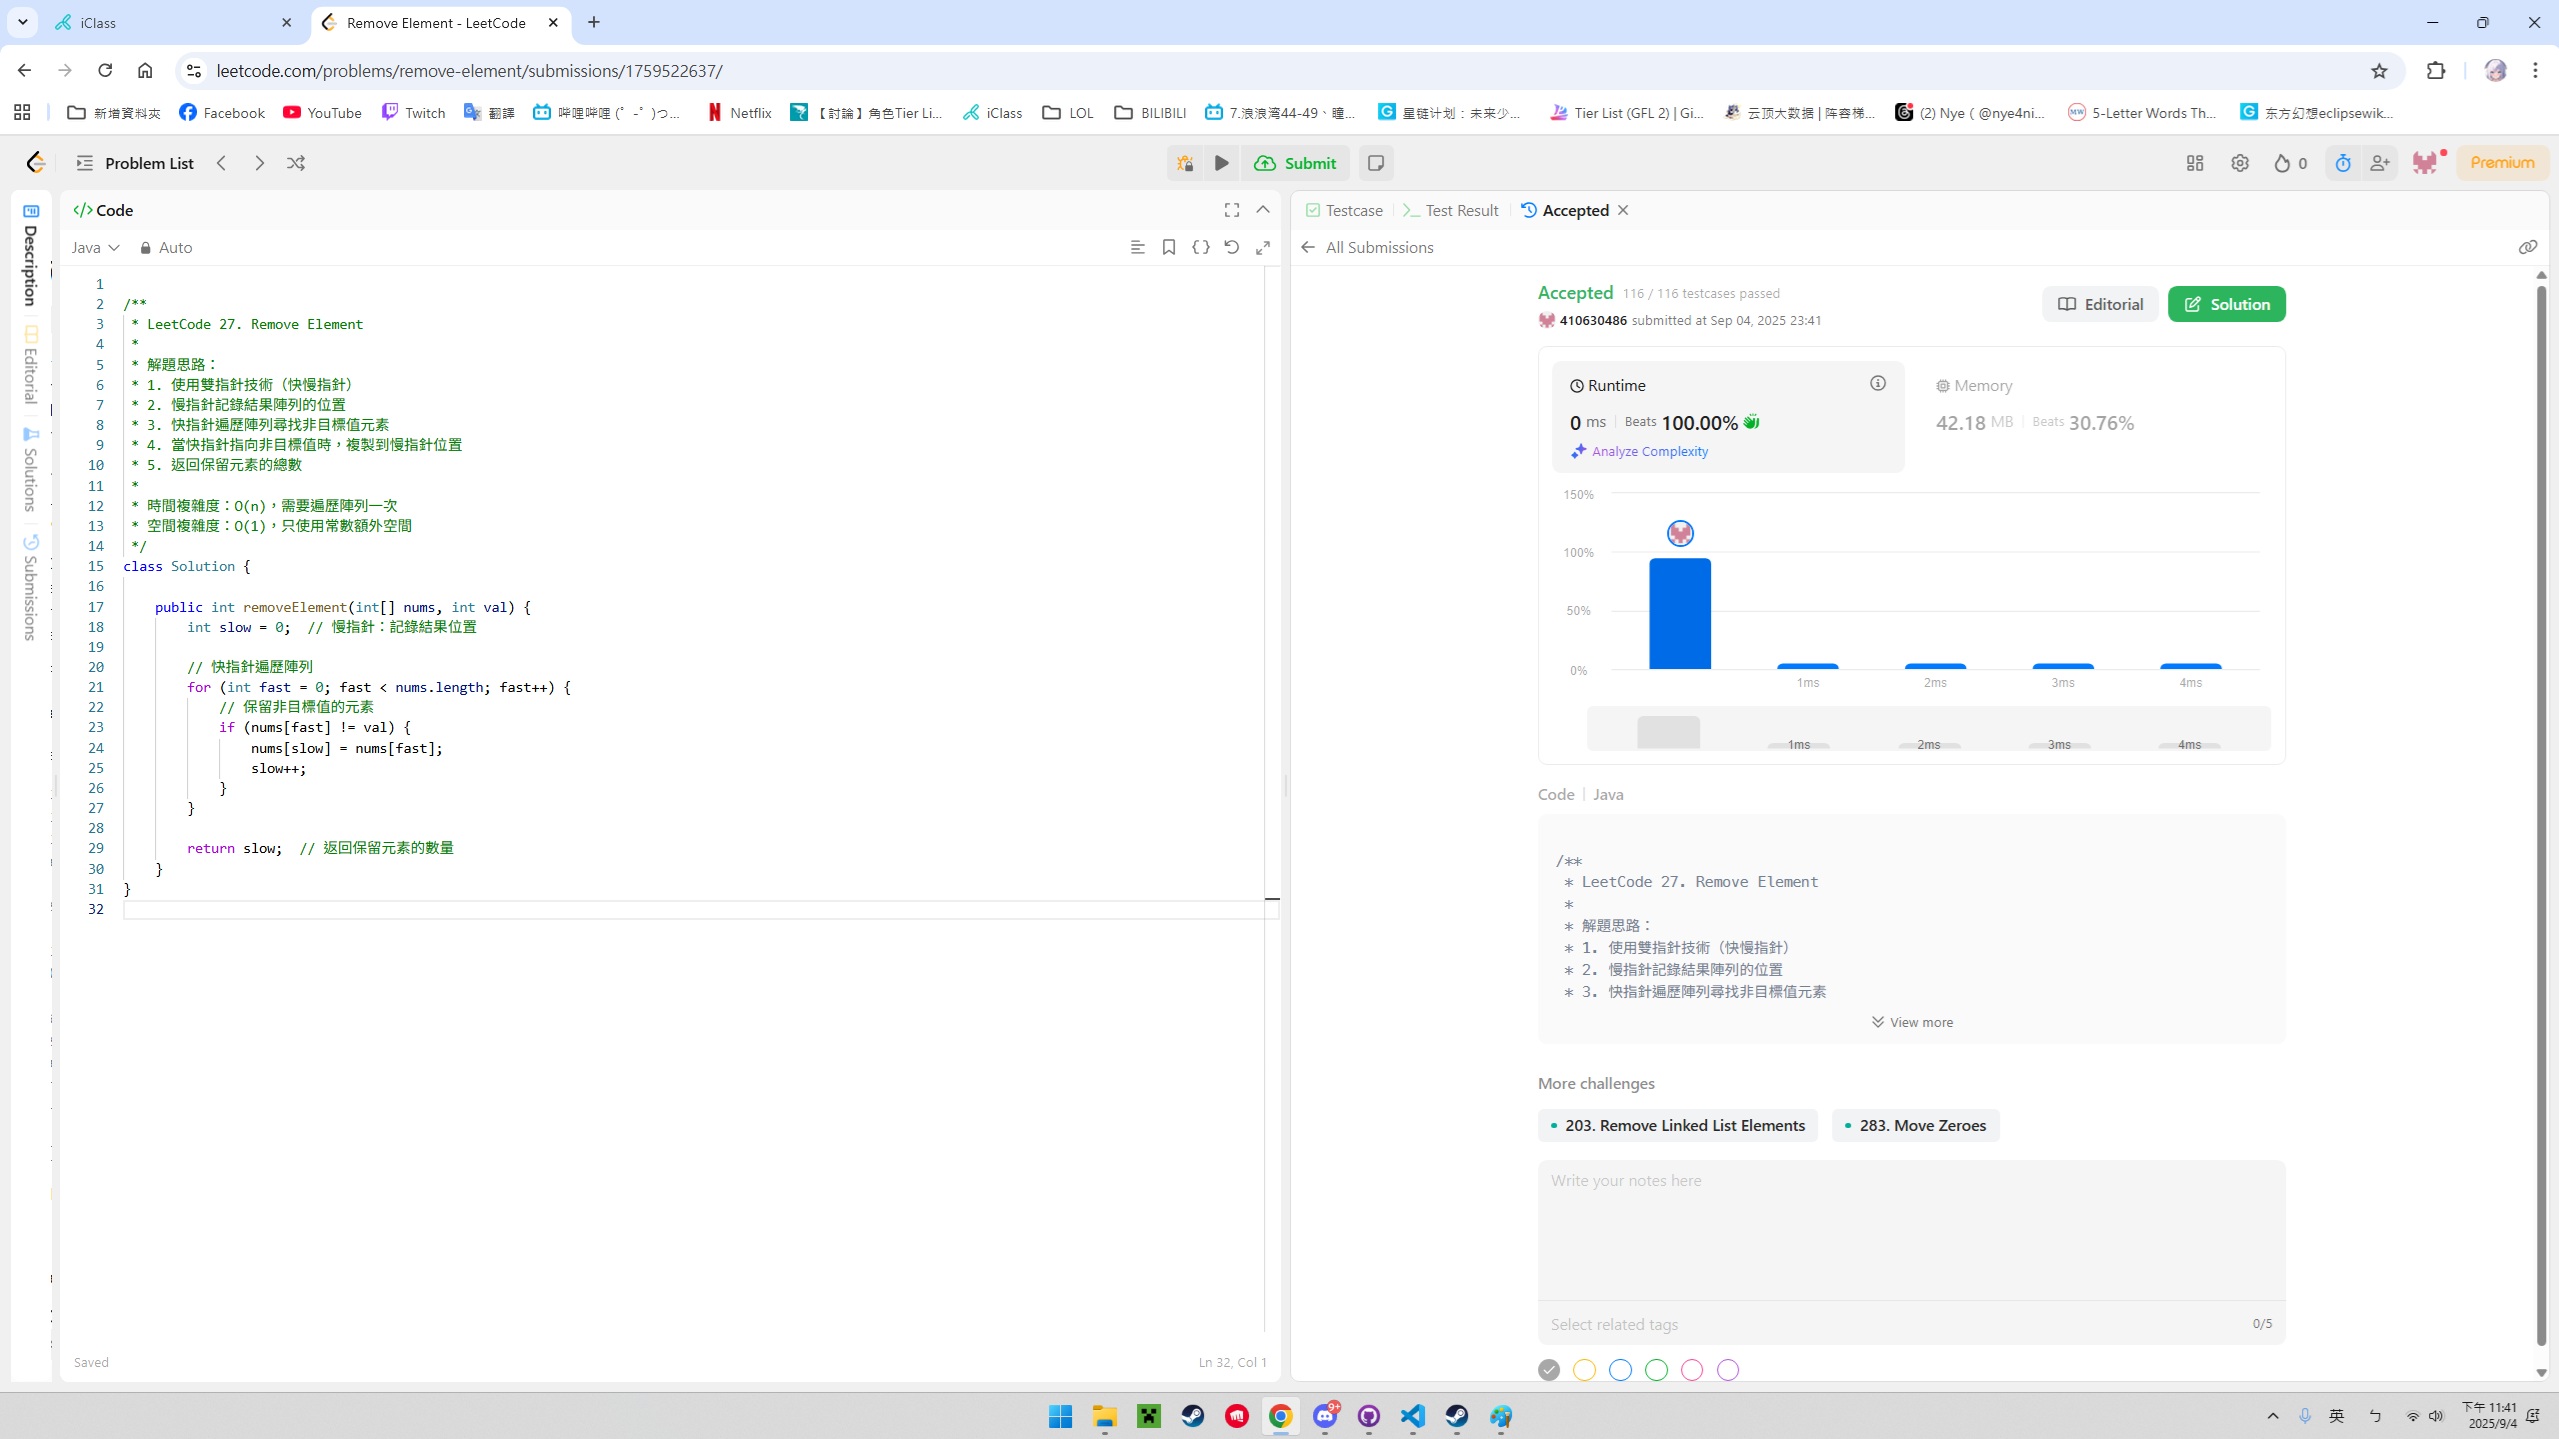 iClass
Remove Element - LeetCode
leetcode.com/problems/remove-element/submissions/1759522637/
新增資料夾
Facebook
YouTube
Twitch
翻譯
哔哩哔哩 (゜-゜)つ...
Netflix
【討論】角色Tier Li...
iClass
LOL
BILIBILI
7.浪浪湾44-49、瞳...
星链计划：未来少...
Tier List (GFL 2) | Gi...
云顶大数据 | 阵容梯...
(2) Nye ( @nye4ni...
5-Letter Words Th...
东方幻想eclipsewik...
Problem List
Submit
0
Premium
Description
Editorial
Solutions
Submissions
</> Code
Java
Auto
1
2 /**
3 * LeetCode 27. Remove Element
4 *
5 * 解題思路：
6 * 1. 使用雙指針技術（快慢指針）
7 * 2. 慢指針記錄結果陣列的位置
8 * 3. 快指針遍歷陣列尋找非目標值元素
9 * 4. 當快指針指向非目標值時，複製到慢指針位置
10 * 5. 返回保留元素的總數
11 *
12 * 時間複雜度：O(n)，需要遍歷陣列一次
13 * 空間複雜度：O(1)，只使用常數額外空間
14 */
15 class Solution {
16
17 public int removeElement(int[] nums, int val) {
18 int slow = 0;  // 慢指針：記錄結果位置
19
20 // 快指針遍歷陣列
21 for (int fast = 0; fast < nums.length; fast++) {
22 // 保留非目標值的元素
23 if (nums[fast] != val) {
24 nums[slow] = nums[fast];
25 slow++;
26 }
27 }
28
29 return slow;  // 返回保留元素的數量
30 }
31 }
32
Saved
Ln 32, Col 1
Testcase
Test Result
Accepted
All Submissions
Accepted 116 / 116 testcases passed
410630486 submitted at Sep 04, 2025 23:41
Editorial
Solution
Runtime
0 ms | Beats 100.00%
Analyze Complexity
Memory
42.18 MB | Beats 30.76%
150%
100%
50%
0%
1ms 2ms 3ms 4ms
1ms 2ms 3ms 4ms
Code | Java
/**
* LeetCode 27. Remove Element
*
* 解題思路：
* 1. 使用雙指針技術（快慢指針）
* 2. 慢指針記錄結果陣列的位置
* 3. 快指針遍歷陣列尋找非目標值元素
View more
More challenges
203. Remove Linked List Elements
283. Move Zeroes
Write your notes here
Select related tags
0/5
9+
英
ㄅ
下午 11:41
2025/9/4